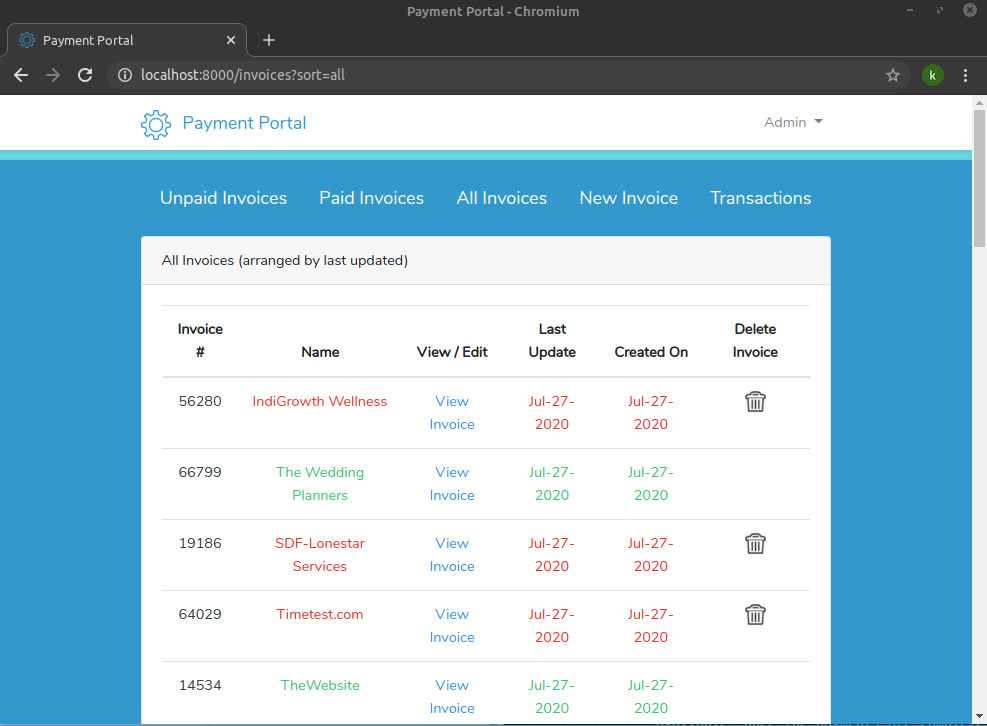 Payment Portal - Chromium
Payment Portal
localhost:8000/invoices?sort=all
k
Payment Portal
Admin
Unpaid Invoices Paid Invoices All Invoices New Invoice Transactions
All Invoices (arranged by last updated)
Invoice Last Delete
# Name View / Edit Update Created On Invoice
56280 IndiGrowth Wellness View Jul-27- Jul-27-
Invoice 2020 2020
66799 The Wedding View Jul-27- Jul-27-
Planners Invoice 2020 2020
19186 SDF-Lonestar View Jul-27- Jul-27-
Services Invoice 2020 2020
64029 Timetest.com View Jul-27- Jul-27-
Invoice 2020 2020
14534 TheWebsite View Jul-27- Jul-27-
Invoice 2020 2020